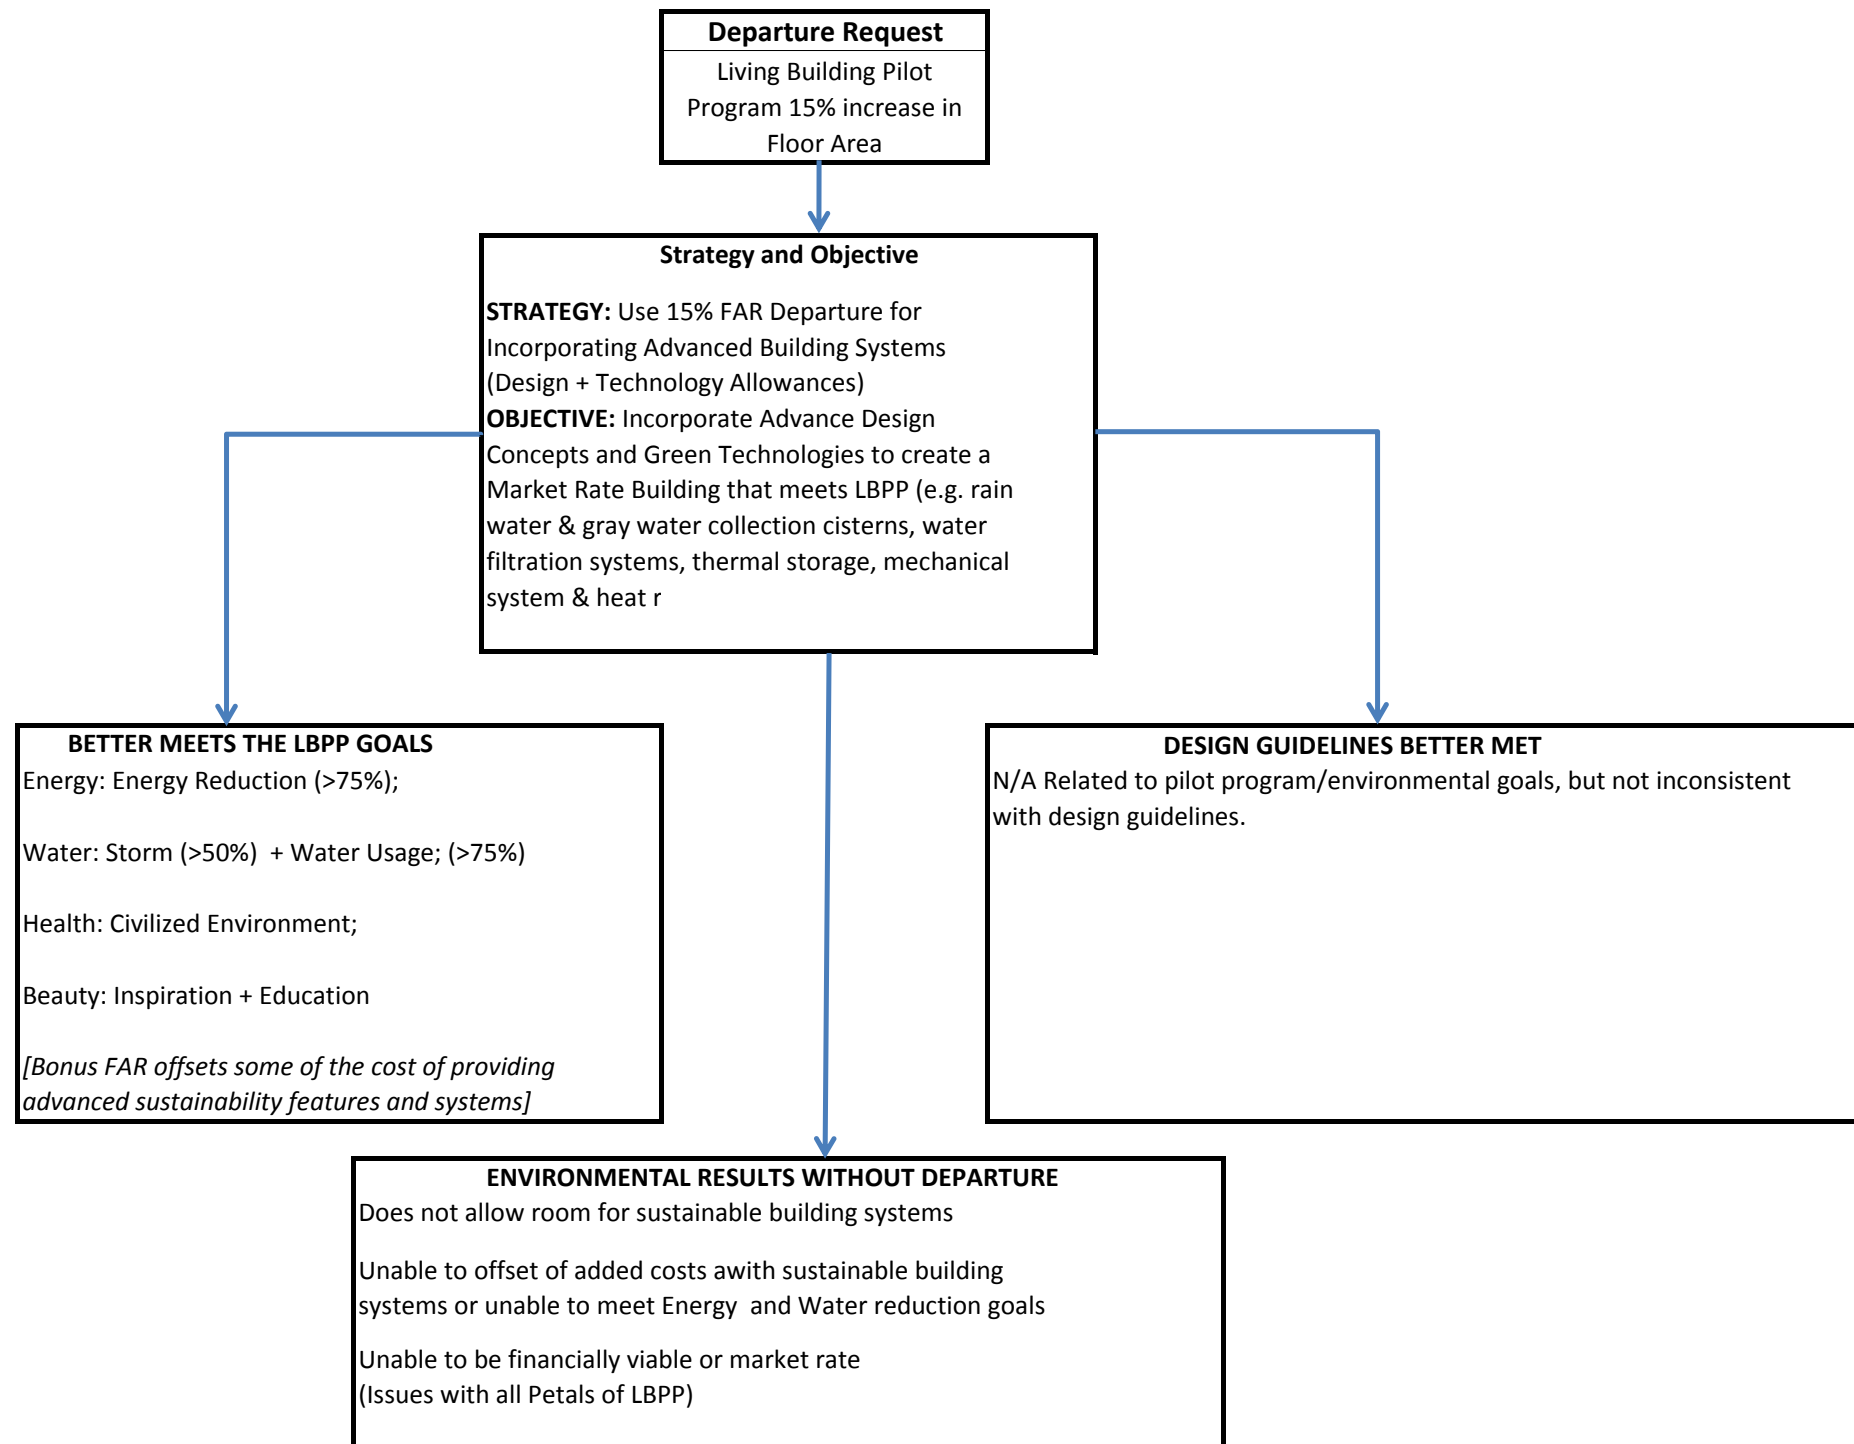 Departure Request
Living Building Pilot
Program 15% increase in
Floor Area
Strategy and Objective
STRATEGY: Use 15% FAR Departure for
Incorporating Advanced Building Systems
(Design + Technology Allowances)
OBJECTIVE: Incorporate Advance Design
Concepts and Green Technologies to create a
Market Rate Building that meets LBPP (e.g. rain
water & gray water collection cisterns, water
filtration systems, thermal storage, mechanical
system & heat r
BETTER MEETS THE LBPP GOALS
Energy: Energy Reduction (>75%);
Water: Storm (>50%)  + Water Usage; (>75%)
Health: Civilized Environment;
Beauty: Inspiration + Education
[Bonus FAR offsets some of the cost of providing
advanced sustainability features and systems]
DESIGN GUIDELINES BETTER MET
N/A Related to pilot program/environmental goals, but not inconsistent
with design guidelines.
ENVIRONMENTAL RESULTS WITHOUT DEPARTURE
Does not allow room for sustainable building systems
Unable to offset of added costs awith sustainable building
systems or unable to meet Energy  and Water reduction goals
Unable to be financially viable or market rate
(Issues with all Petals of LBPP)